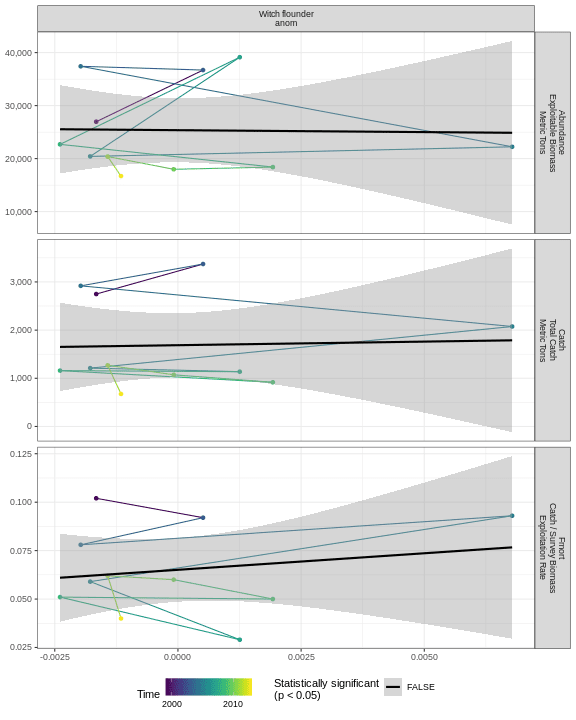 Witch flounder
anom
40,000
30,000
20,000
10,000
Abundance
Exploitable Biomass
Metric Tons
3,000
2,000
1,000
0
Catch
Total Catch
Metric Tons
0.125
0.100
0.075
0.050
0.025
Fmort
Catch / Survey Biomass
Exploitation Rate
-0.0025
0.0000
0.0025
0.0050
Time
2000
2010
Statistically significant
(p < 0.05)
FALSE